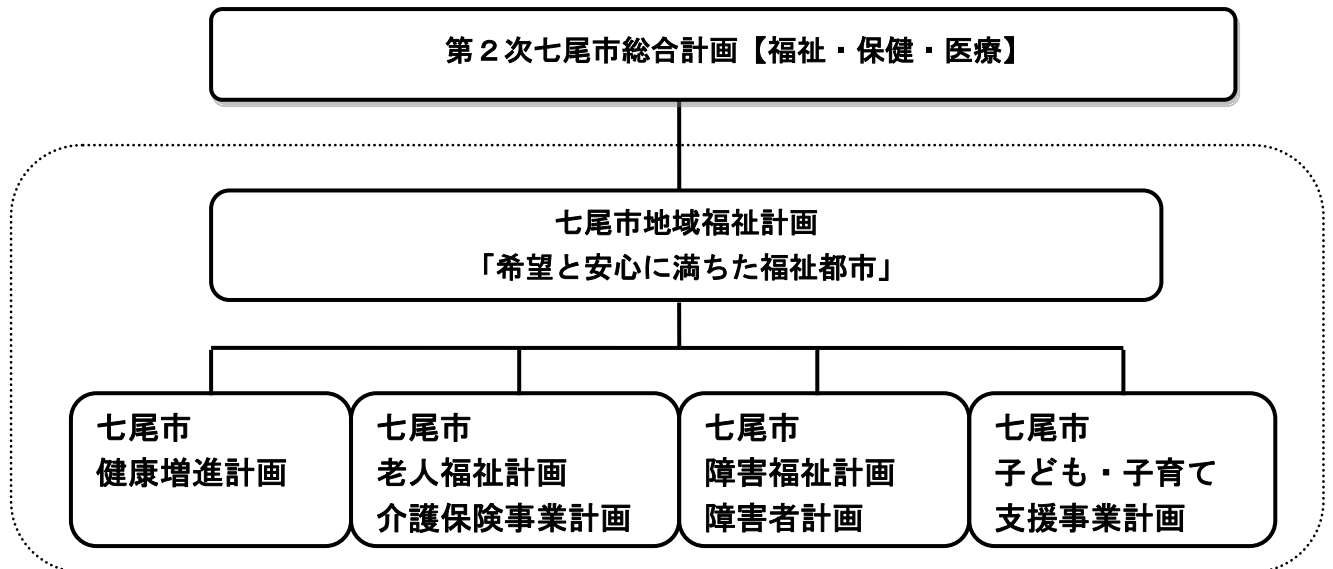 第２次七尾市総合計画【福祉・保健・医療】
七尾市地域福祉計画
「希望と安心に満ちた福祉都市」
七尾市
健康増進計画
七尾市
老人福祉計画
介護保険事業計画
七尾市
障害福祉計画
障害者計画
七尾市
子ども・子育て
支援事業計画